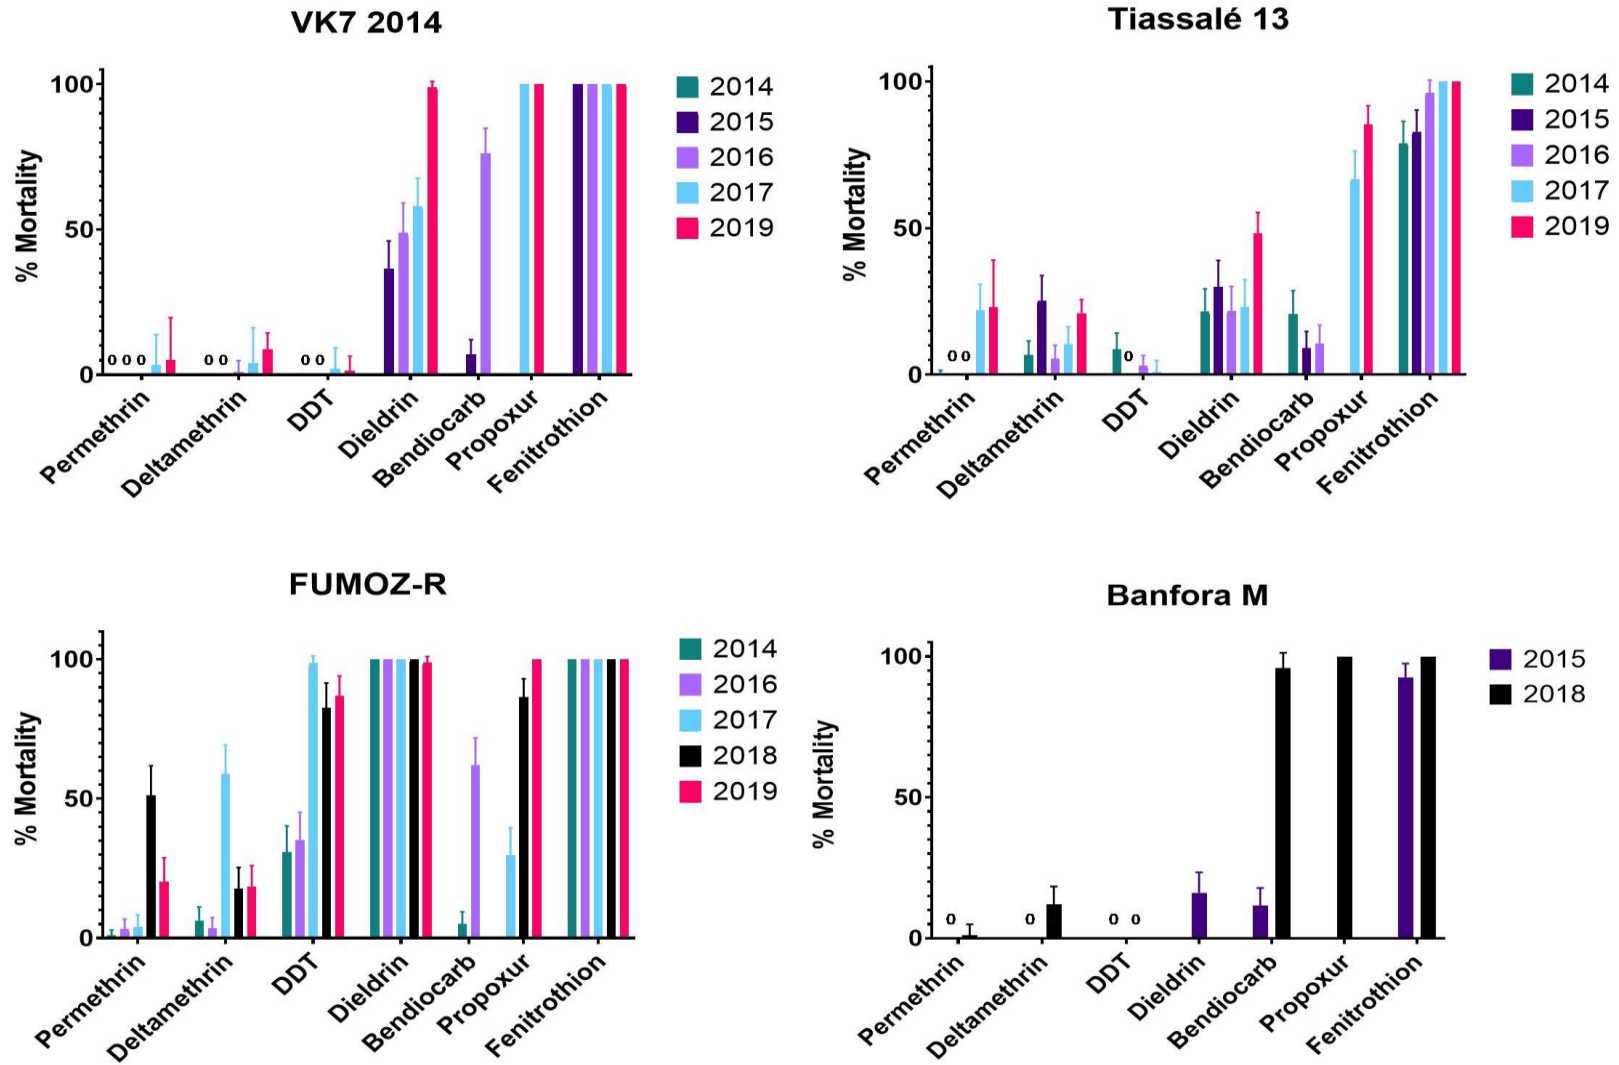 VK7 2014
% Mortality
100
50
0
0 0 0
0 0
0 0
Permethrin
Deltamethrin
DDT
Dieldrin
Bendiocarb
Propoxur
Fenitrothion
2014
2015
2016
2017
2019
Tiassalé 13
% Mortality
100
50
0
0 0
0
Permethrin
Deltamethrin
DDT
Dieldrin
Bendiocarb
Propoxur
Fenitrothion
2014
2015
2016
2017
2019
FUMOZ-R
% Mortality
100
50
0
Permethrin
Deltamethrin
DDT
Dieldrin
Bendiocarb
Propoxur
Fenitrothion
2014
2016
2017
2018
2019
Banfora M
% Mortality
100
50
0
0
0
0 0
Permethrin
Deltamethrin
DDT
Dieldrin
Bendiocarb
Propoxur
Fenitrothion
2015
2018